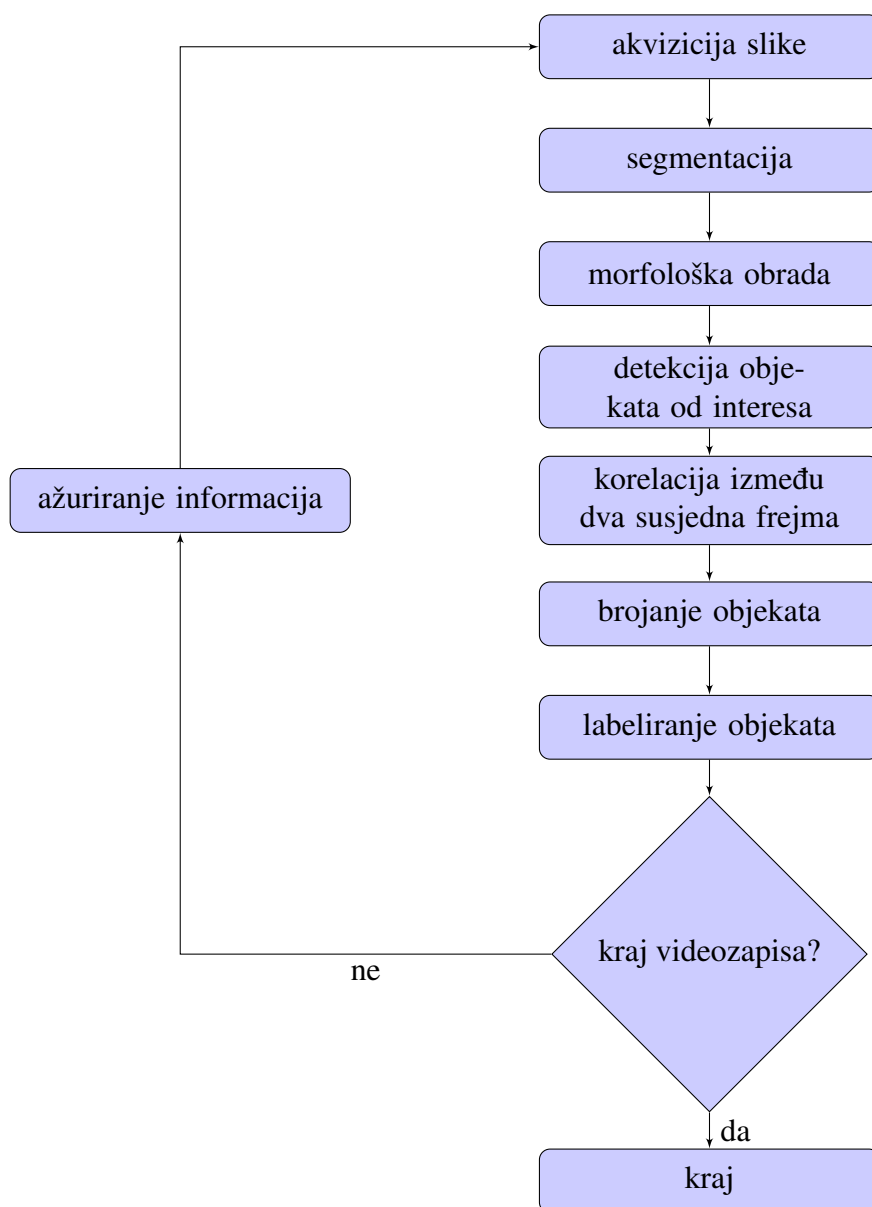 akvizicija slike
segmentacija
morfološka obrada
detekcija obje-
kata od interesa
korelacija između
dva susjedna frejma
ažuriranje informacija
brojanje objekata
labeliranje objekata
kraj videozapisa?
ne
da
kraj